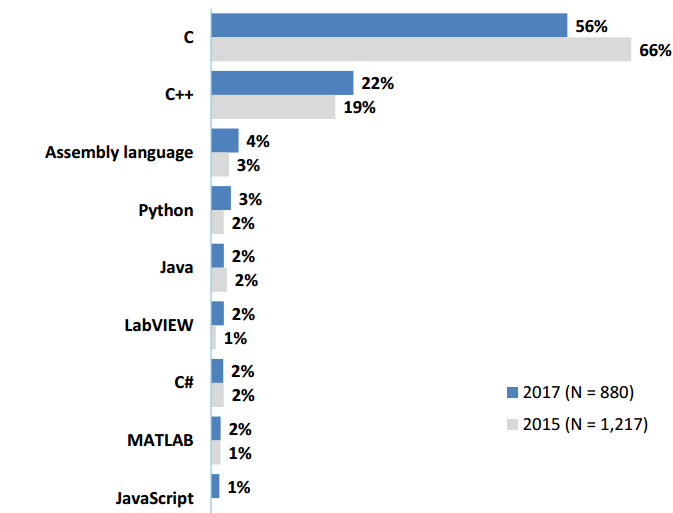 C
56%
66%
C++
22%
19%
Assembly language
4%
3%
Python
3%
2%
Java
2%
2%
LabVIEW
2%
1%
C#
2%
2%
MATLAB
2%
1%
JavaScript
1%
2017 (N = 880)
2015 (N = 1,217)